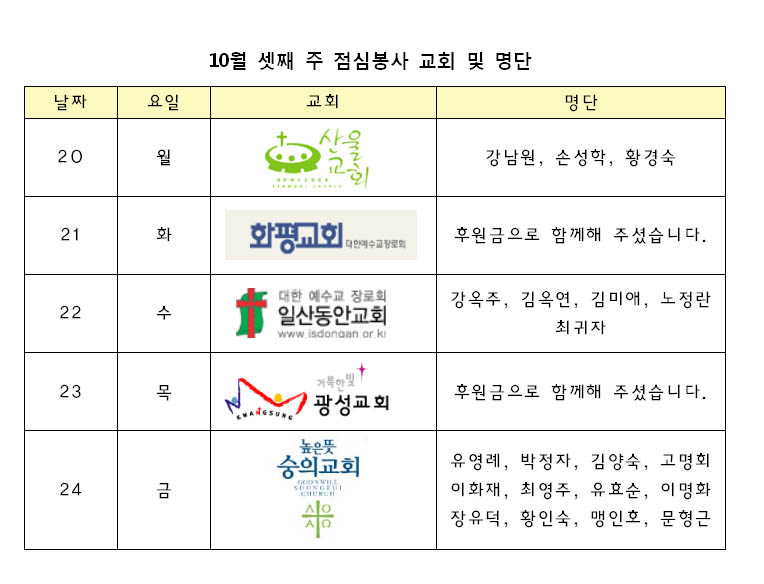 10월 셋째 주 점심봉사 교회 및 명단
날짜 요일 교회 명단
20 월 산울교회 강남원, 손성학, 황경숙
SANWOOL CHURCH
21 화 화평교회 대한예수교장로회 후원금으로 함께해 주셨습니다.
22 수 대한 예수교 장로회 강옥주, 김옥연, 김미애, 노정란
일산동안교회 최귀자
www.isdongan.or.kr
23 목 거룩한빛 후원금으로 함께해 주셨습니다.
광성교회
KWANGSUNG
24 금 높은뜻 유영례, 박정자, 김양숙, 고명회
숭의교회 이화재, 최영주, 유효순, 이명화
GOD'S WILL 장유덕, 황인숙, 맹인호, 문형근
SOONGEUI
CHURCH
Α Ω
Α Ω